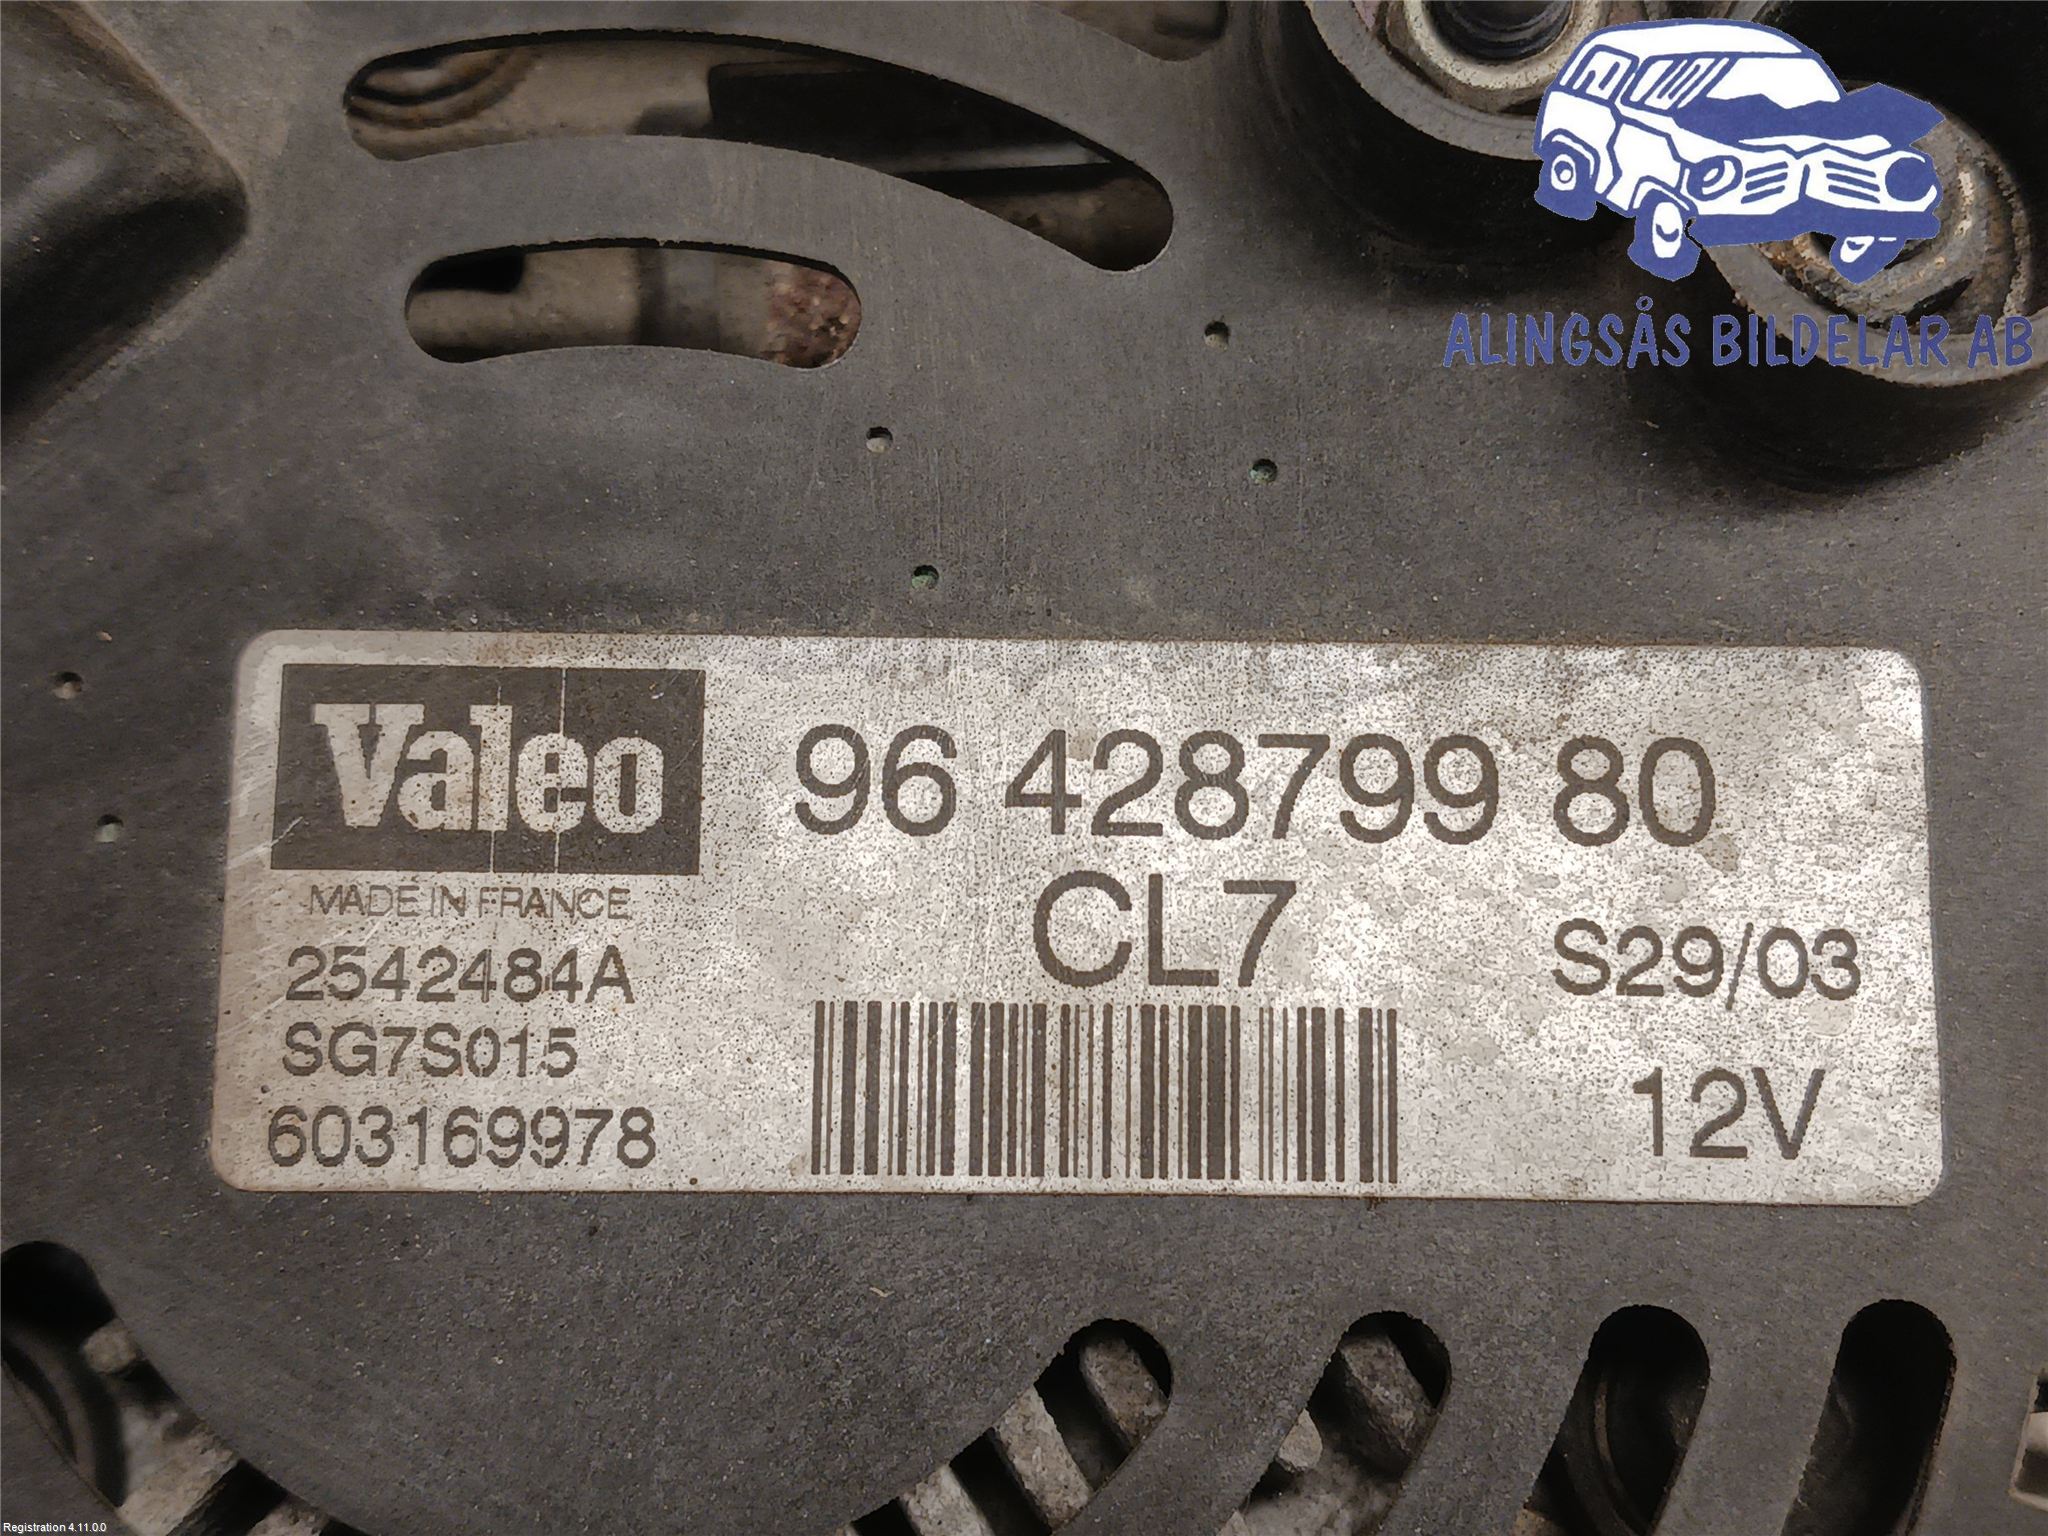 ALINGSÅS BILDELAR AB
Valeo
MADE IN FRANCE
2542484A
SG7S015
603169978
96 428799 80
CL7
S29/03
12V
Registration 4.11.0.0